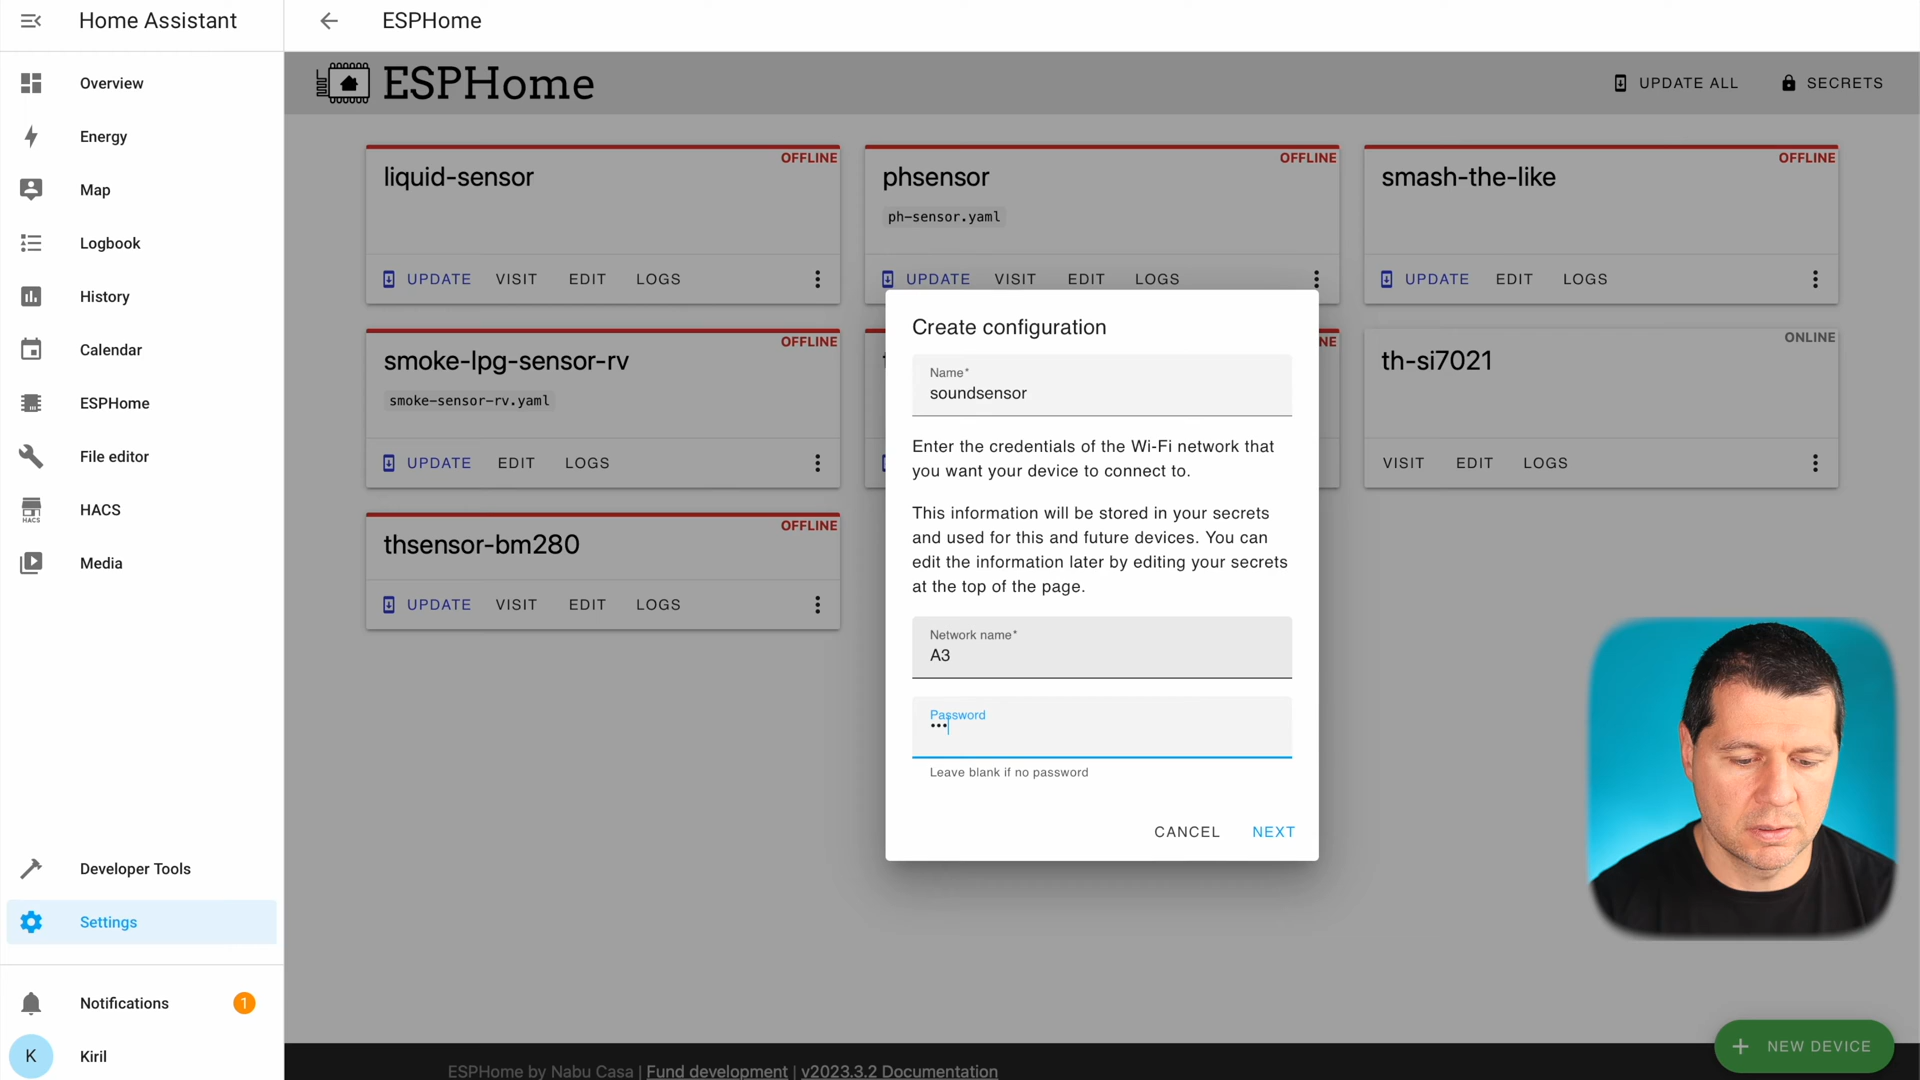 Home Assistant
ESPHome
Overview
Energy
Map
Logbook
History
Calendar
ESPHome
File editor
HACS
HACS
Media
Developer Tools
Settings
Notifications
1
K
Kiril
ESPHome
UPDATE ALL
SECRETS
OFFLINE
liquid-sensor
UPDATE VISIT EDIT LOGS
OFFLINE
phsensor
ph-sensor.yaml
UPDATE VISIT EDIT LOGS
OFFLINE
smash-the-like
UPDATE EDIT LOGS
OFFLINE
smoke-lpg-sensor-rv
smoke-sensor-rv.yaml
UPDATE EDIT LOGS
ONLINE
th-si7021
VISIT EDIT LOGS
OFFLINE
thsensor-bm280
UPDATE VISIT EDIT LOGS
Create configuration
Name*
soundsensor
Enter the credentials of the Wi-Fi network that
you want your device to connect to.
This information will be stored in your secrets
and used for this and future devices. You can
edit the information later by editing your secrets
at the top of the page.
Network name*
A3
Password
•••
Leave blank if no password
CANCEL NEXT
+ NEW DEVICE
ESPHome by Nabu Casa | Fund development | v2023.3.2 Documentation